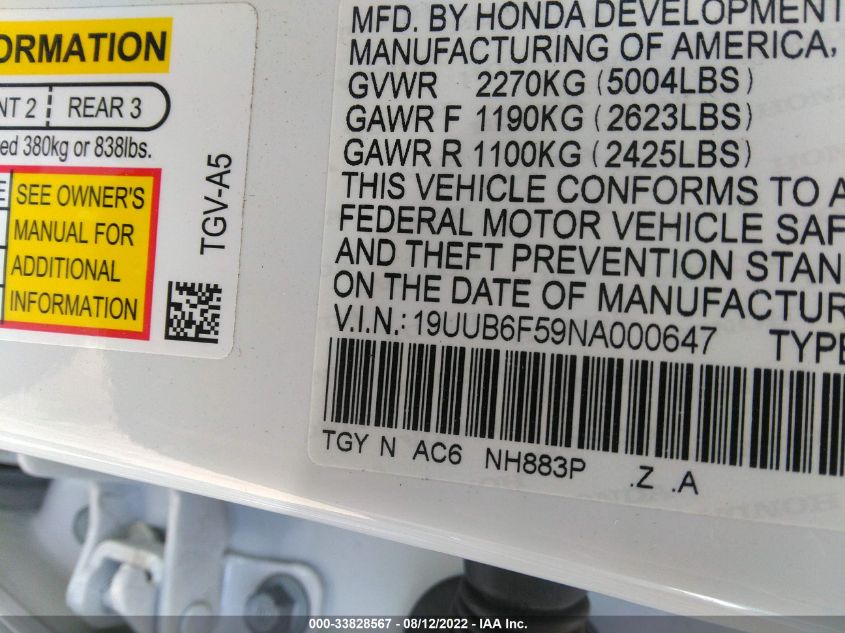 ORMATION
NT 2 | REAR 3
ed 380kg or 838lbs.
E
SEE OWNER'S
MANUAL FOR
ADDITIONAL
INFORMATION
TGV-A5
MFD. BY HONDA DEVELOPMENT
MANUFACTURING OF AMERICA,
GVWR 2270KG (5004LBS)
GAWR F 1190KG (2623LBS)
GAWR R 1100KG (2425LBS)
THIS VEHICLE CONFORMS TO A
FEDERAL MOTOR VEHICLE SAF
AND THEFT PREVENTION STAN
ON THE DATE OF MANUFACTUR
V.I.N.: 19UUB6F59NA000647 TYPE
TGY N AC6 NH883P .Z .A
000-33828567 - 08/12/2022 - IAA Inc.